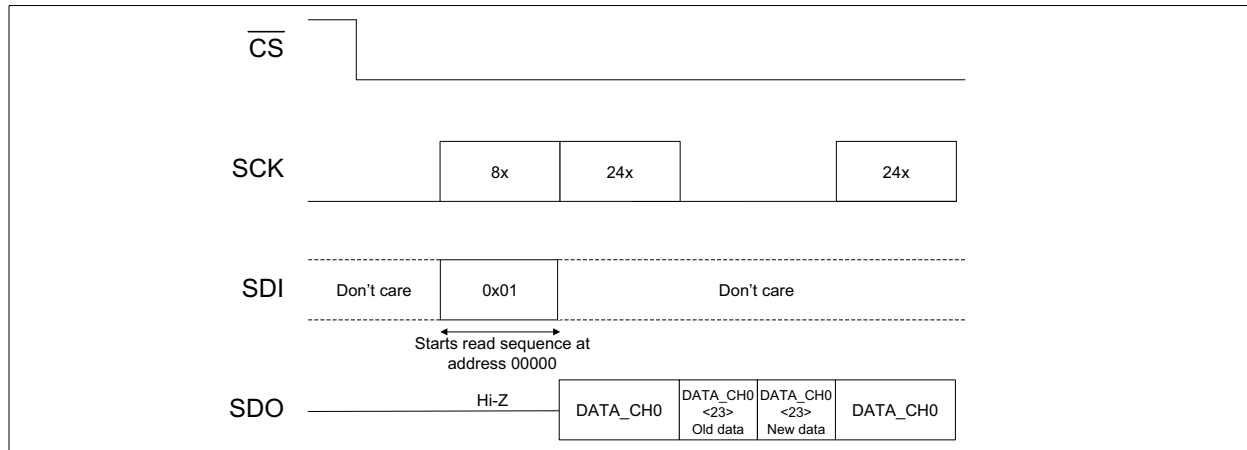 CS
SCK
8x
24x
24x
SDI
Don't care
0x01
Don't care
Starts read sequence at
address 00000
SDO
Hi-Z
DATA_CH0
DATA_CH0
<23>
Old data
DATA_CH0
<23>
New data
DATA_CH0